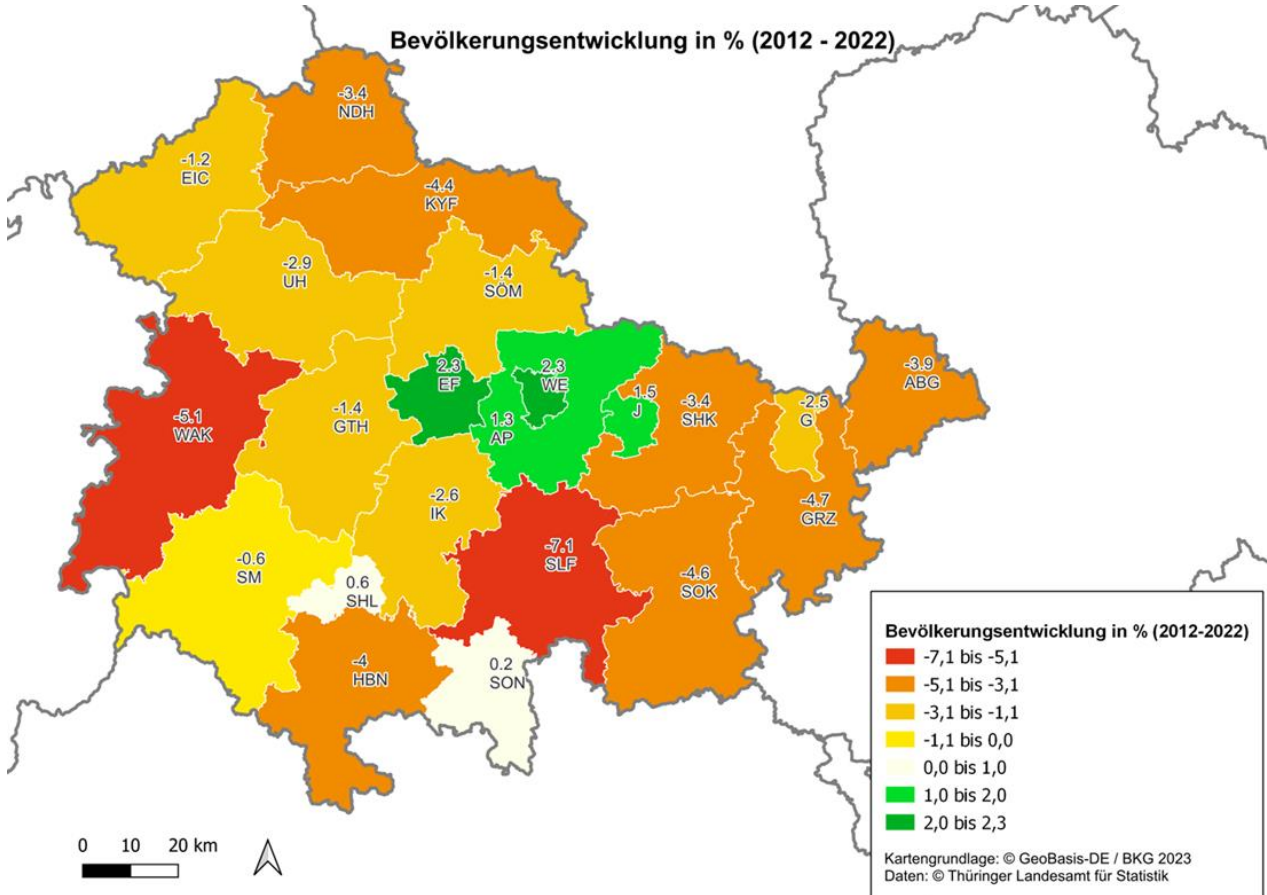 Bevölkerungsentwicklung in % (2012 - 2022)
-3.4
NDH
-1.2
EIC
-4.4
KYF
-2.9
UH
-1.4
SÖM
2.3
EF
2.3
WE
1.5
J
-3.4
SHK
-2.5
G
-3.9
ABG
-5.1
WAK
-1.4
GTH
1.3
AP
-2.6
IK
-4.7
GRZ
-0.6
SM
0.6
SHL
-7.1
SLF
-4.6
SOK
-4
HBN
0.2
SON
Bevölkerungsentwicklung in % (2012-2022)
-7,1 bis -5,1
-5,1 bis -3,1
-3,1 bis -1,1
-1,1 bis 0,0
0,0 bis 1,0
1,0 bis 2,0
2,0 bis 2,3
Kartengrundlage: © GeoBasis-DE / BKG 2023
Daten: © Thüringer Landesamt für Statistik
0 10 20 km